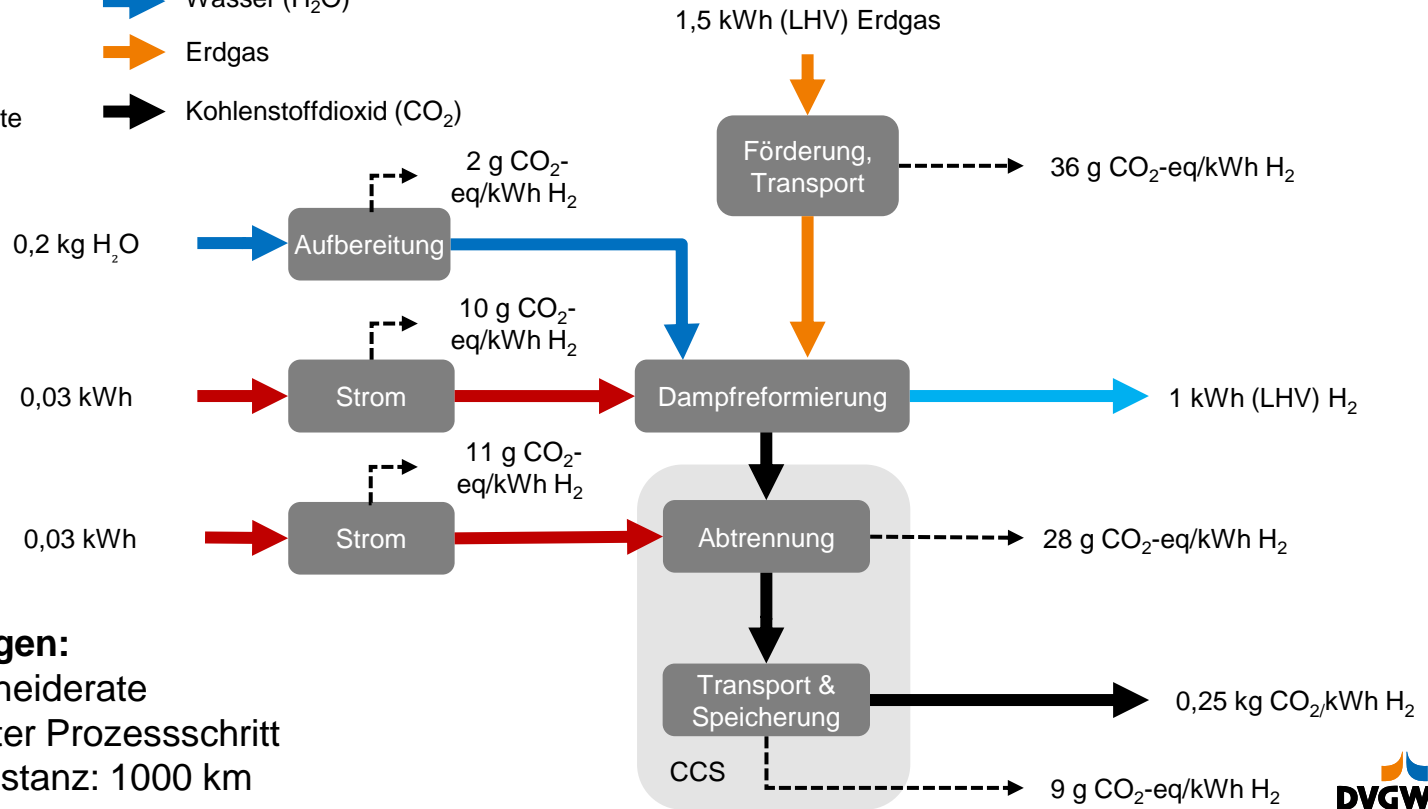 Wasser (H₂O)
Erdgas
te
Kohlenstoffdioxid (CO₂)
1,5 kWh (LHV) Erdgas
Förderung,
Transport
36 g CO₂-eq/kWh H₂
2 g CO₂-
eq/kWh H₂
0,2 kg H₂O
Aufbereitung
10 g CO₂-
eq/kWh H₂
0,03 kWh
Strom
Dampfreformierung
1 kWh (LHV) H₂
11 g CO₂-
eq/kWh H₂
0,03 kWh
Strom
Abtrennung
28 g CO₂-eq/kWh H₂
gen:
neiderate
ter Prozessschritt
stanz: 1000 km
Transport &
Speicherung
0,25 kg CO₂/kWh H₂
CCS
9 g CO₂-eq/kWh H₂
DVGW